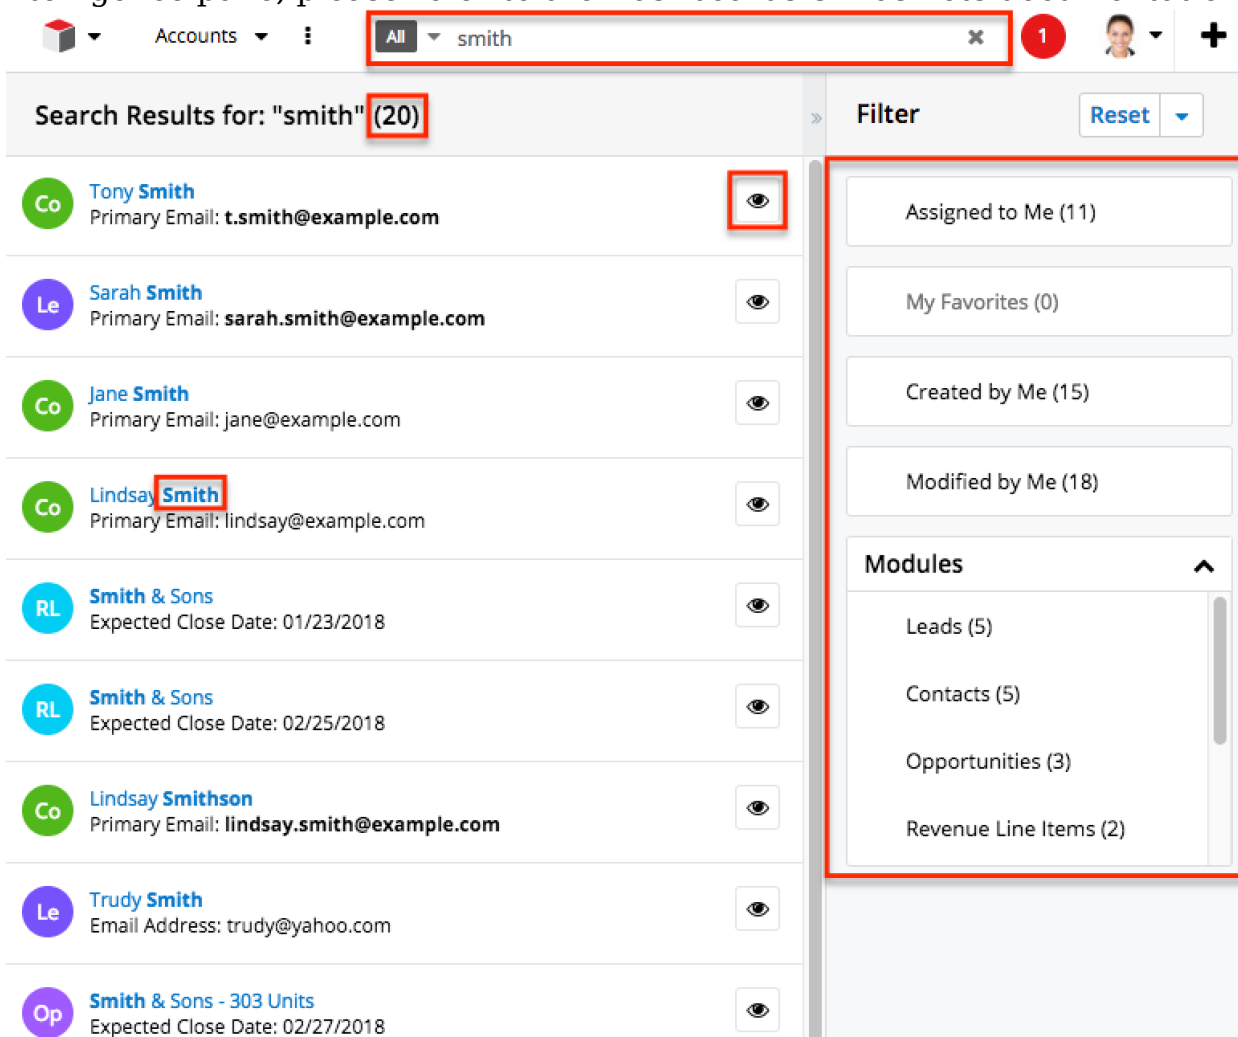 Accounts
All smith
1
Search Results for: "smith" (20)
Filter
Reset
Co
Tony Smith
Primary Email: t.smith@example.com
Le
Sarah Smith
Primary Email: sarah.smith@example.com
Co
Jane Smith
Primary Email: jane@example.com
Co
Lindsay Smith
Primary Email: lindsay@example.com
RL
Smith & Sons
Expected Close Date: 01/23/2018
RL
Smith & Sons
Expected Close Date: 02/25/2018
Co
Lindsay Smithson
Primary Email: lindsay.smith@example.com
Le
Trudy Smith
Email Address: trudy@yahoo.com
Op
Smith & Sons - 303 Units
Expected Close Date: 02/27/2018
Assigned to Me (11)
My Favorites (0)
Created by Me (15)
Modified by Me (18)
Modules
Leads (5)
Contacts (5)
Opportunities (3)
Revenue Line Items (2)